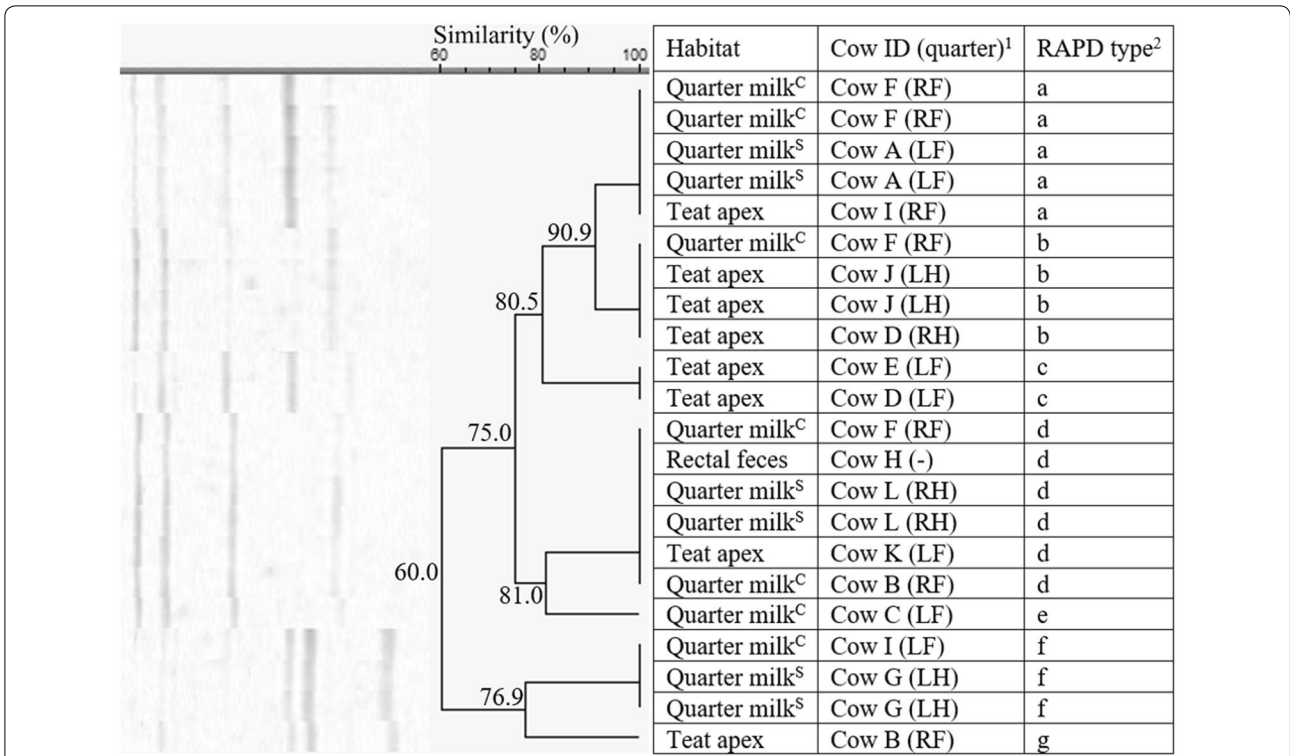 Similarity (%)
60 80 100
Habitat Cow ID (quarter)¹ RAPD type²
Quarter milkᶜ Cow F (RF) a
Quarter milkᶜ Cow F (RF) a
Quarter milkˢ Cow A (LF) a
Quarter milkˢ Cow A (LF) a
Teat apex Cow I (RF) a
Quarter milkᶜ Cow F (RF) b
Teat apex Cow J (LH) b
Teat apex Cow J (LH) b
Teat apex Cow D (RH) b
Teat apex Cow E (LF) c
Teat apex Cow D (LF) c
Quarter milkᶜ Cow F (RF) d
Rectal feces Cow H (-) d
Quarter milkˢ Cow L (RH) d
Quarter milkˢ Cow L (RH) d
Teat apex Cow K (LF) d
Quarter milkᶜ Cow B (RF) d
Quarter milkᶜ Cow C (LF) e
Quarter milkᶜ Cow I (LF) f
Quarter milkˢ Cow G (LH) f
Quarter milkˢ Cow G (LH) f
Teat apex Cow B (RF) g
90.9
80.5
75.0
60.0
81.0
76.9